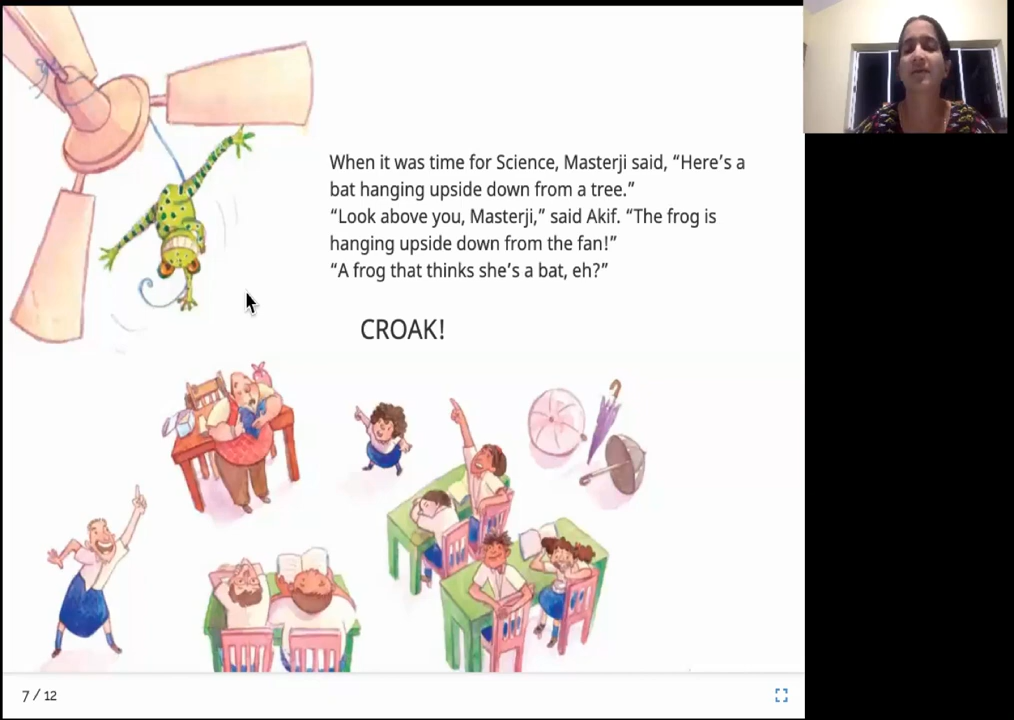 When it was time for Science, Masterji said, “Here’s a
bat hanging upside down from a tree.”
“Look above you, Masterji,” said Akif. “The frog is
hanging upside down from the fan!”
“A frog that thinks she’s a bat, eh?”
CROAK!
7 / 12